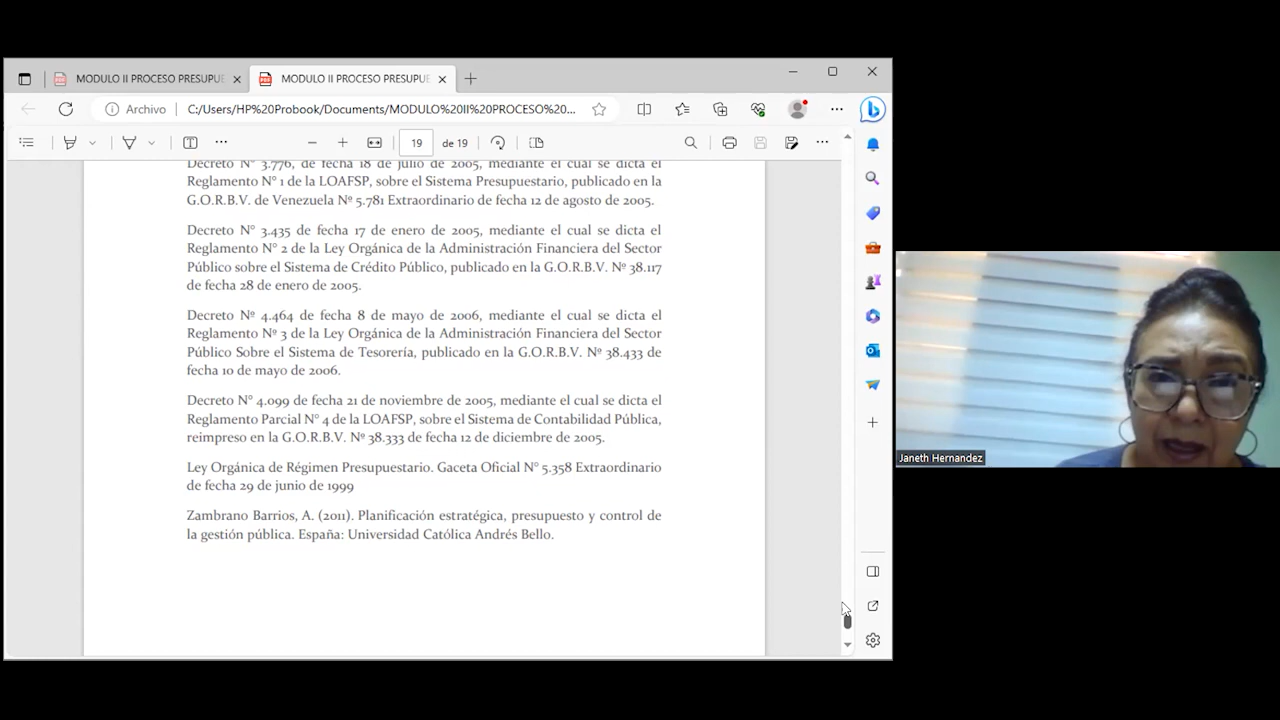 MODULO II PROCESO PRESUPUE
MODULO II PROCESO PRESUPUE
Archivo
C:/Users/HP%20Probook/Documents/MODULO%20II%20PROCESO%20...
19
de 19
Decreto N° 3.776, de fecha 18 de julio de 2005, mediante el cual se dicta el
Reglamento N° 1 de la LOAFSP, sobre el Sistema Presupuestario, publicado en la
G.O.R.B.V. de Venezuela Nº 5.781 Extraordinario de fecha 12 de agosto de 2005.
Decreto N° 3.435 de fecha 17 de enero de 2005, mediante el cual se dicta el
Reglamento N° 2 de la Ley Orgánica de la Administración Financiera del Sector
Público sobre el Sistema de Crédito Público, publicado en la G.O.R.B.V. Nº 38.117
de fecha 28 de enero de 2005.
Decreto Nº 4.464 de fecha 8 de mayo de 2006, mediante el cual se dicta el
Reglamento Nº 3 de la Ley Orgánica de la Administración Financiera del Sector
Público Sobre el Sistema de Tesorería, publicado en la G.O.R.B.V. Nº 38.433 de
fecha 10 de mayo de 2006.
Decreto N° 4.099 de fecha 21 de noviembre de 2005, mediante el cual se dicta el
Reglamento Parcial N° 4 de la LOAFSP, sobre el Sistema de Contabilidad Pública,
reimpreso en la G.O.R.B.V. Nº 38.333 de fecha 12 de diciembre de 2005.
Ley Orgánica de Régimen Presupuestario. Gaceta Oficial N° 5.358 Extraordinario
de fecha 29 de junio de 1999
Zambrano Barrios, A. (2011). Planificación estratégica, presupuesto y control de
la gestión pública. España: Universidad Católica Andrés Bello.
Janeth Hernandez